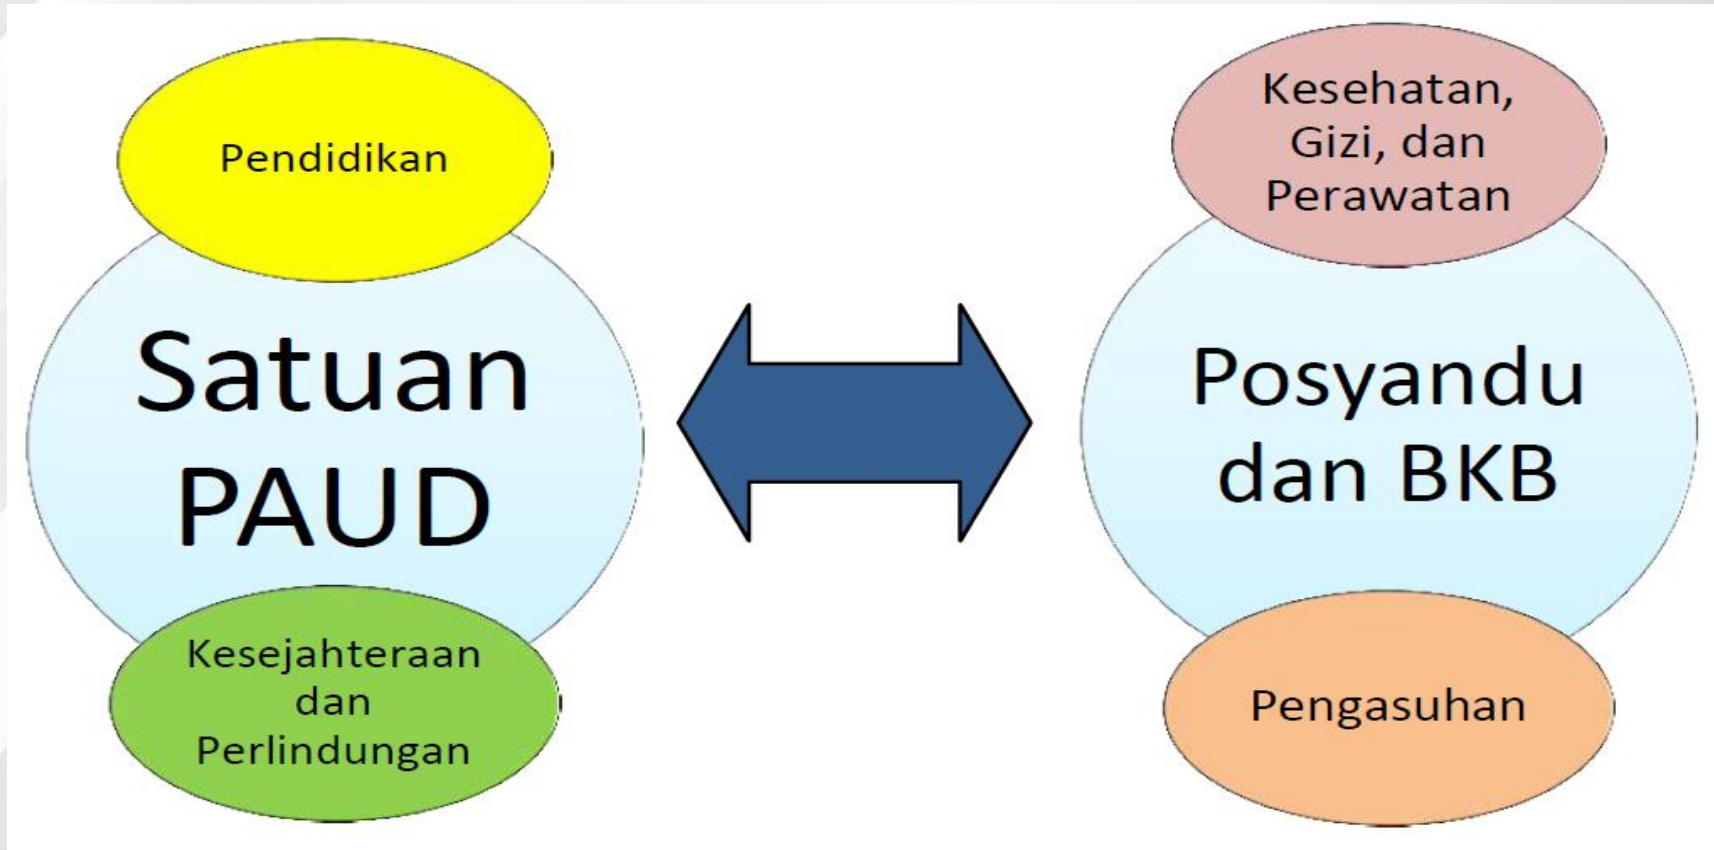 Pendidikan
Satuan
PAUD
Kesejahteraan
dan
Perlindungan
Kesehatan,
Gizi, dan
Perawatan
Posyandu
dan BKB
Pengasuhan